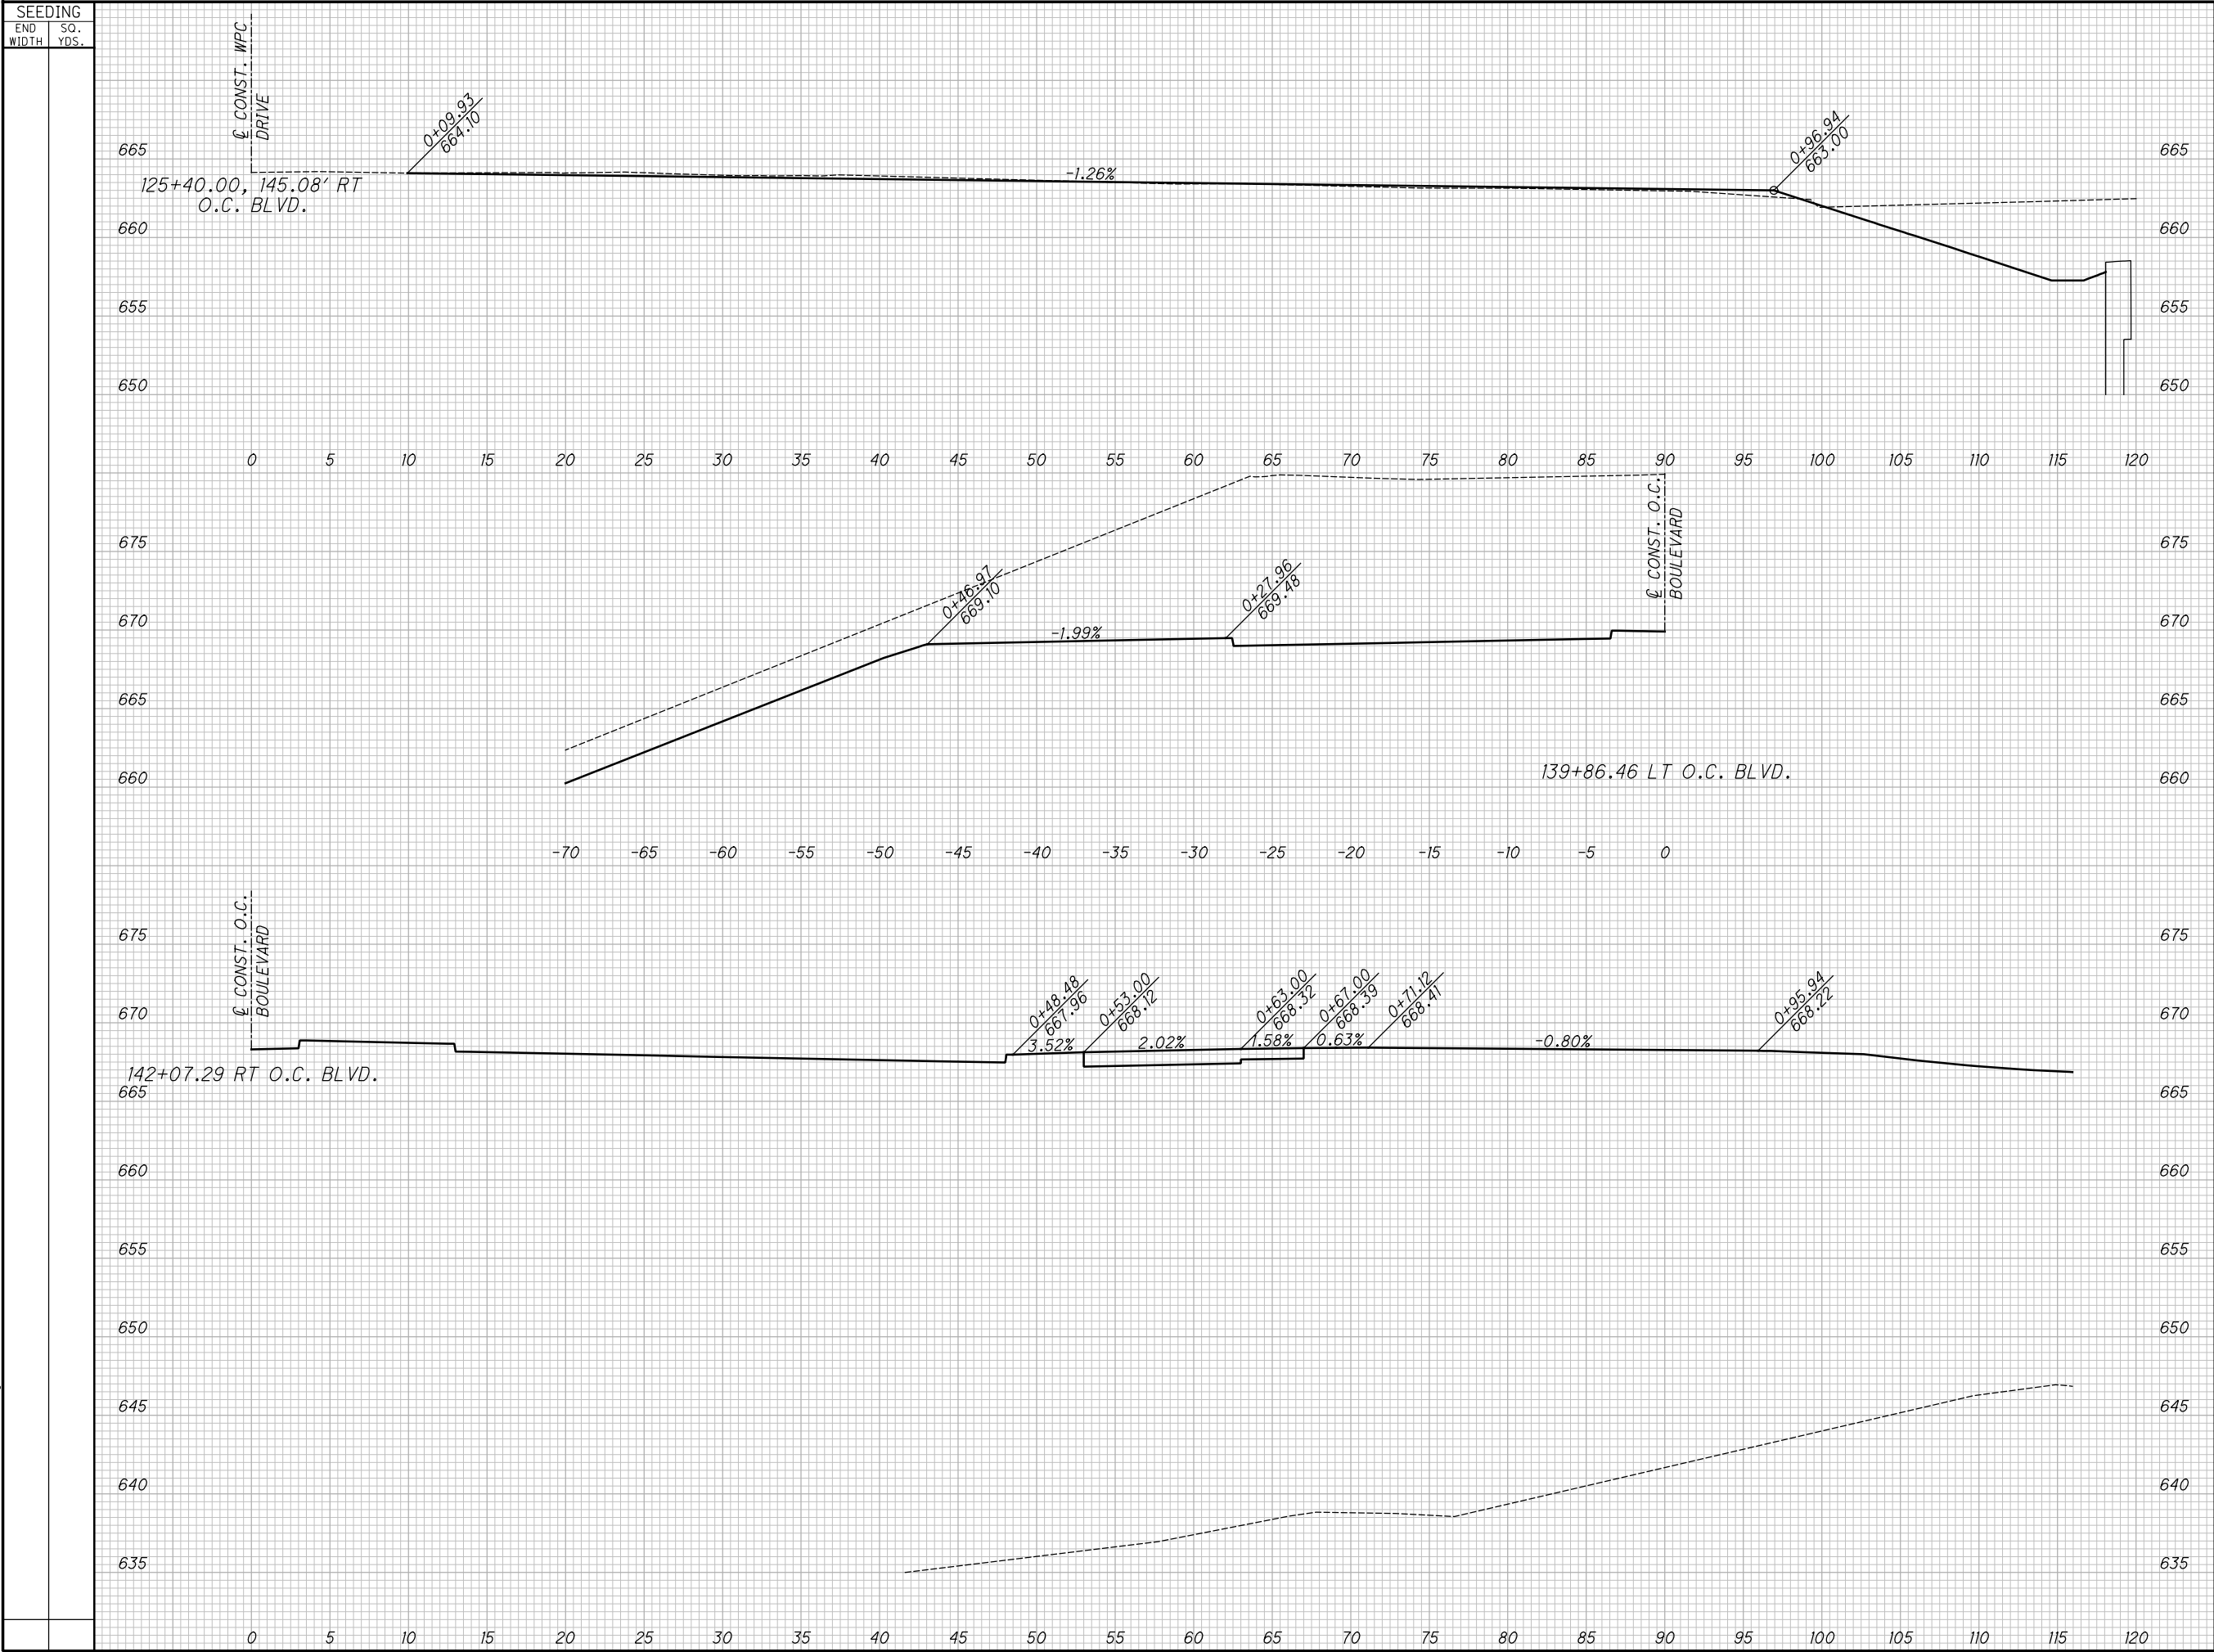 SEEDING
END WIDTH SQ. YDS.
℄ CONST. WPC
DRIVE
0+09.93
664.10
0+96.94
663.00
-1.26%
665 665
125+40.00, 145.08' RT
O.C. BLVD.
660 660
655 655
650 650
0 5 10 15 20 25 30 35 40 45 50 55 60 65 70 75 80 85 90 95 100 105 110 115 120
℄ CONST. O.C.
BOULEVARD
675 675
0+46.97
669.10
0+27.96
669.48
670 670
-1.99%
665 665
660 660
139+86.46 LT O.C. BLVD.
-70 -65 -60 -55 -50 -45 -40 -35 -30 -25 -20 -15 -10 -5 0
℄ CONST. O.C.
BOULEVARD
675 675
0+48.48
667.96
0+53.00
668.12
0+63.00
668.32
0+67.00
668.39
0+71.12
668.41
0+95.94
668.22
670 670
3.52% 2.02% 1.58% 0.63% -0.80%
142+07.29 RT O.C. BLVD.
665 665
660 660
655 655
650 650
645 645
640 640
635 635
0 5 10 15 20 25 30 35 40 45 50 55 60 65 70 75 80 85 90 95 100 105 110 115 120